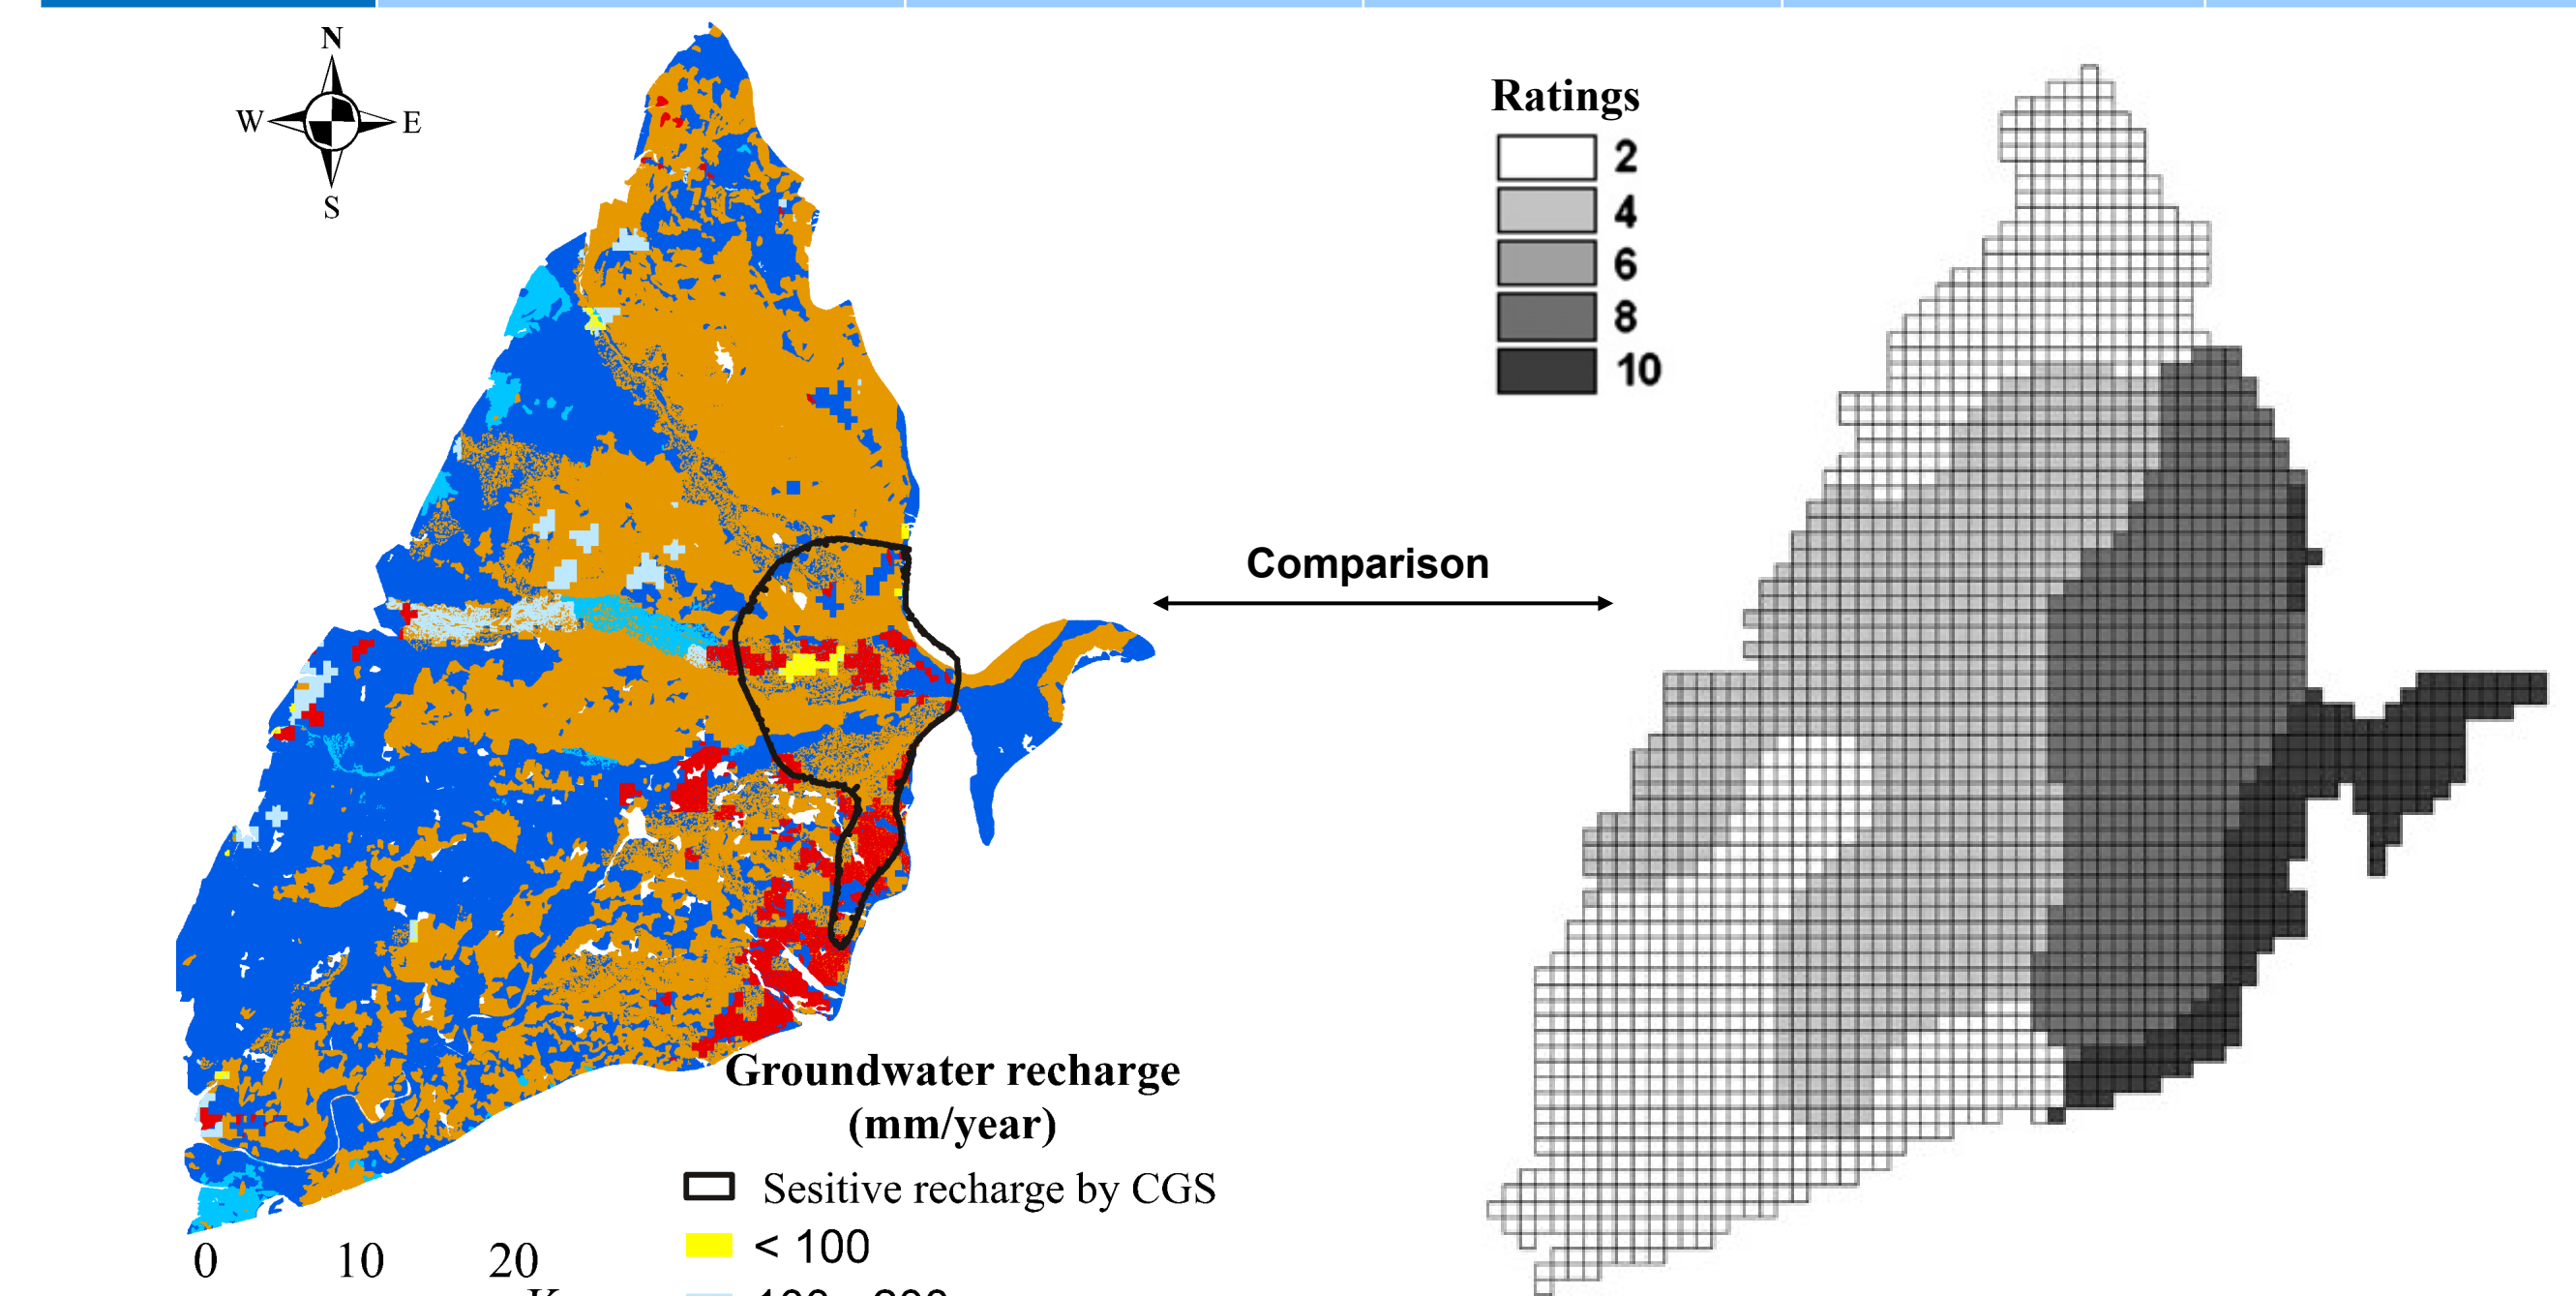 N
W
E
S
Ratings
2
4
6
8
10
Comparison
Groundwater recharge
(mm/year)
Sesitive recharge by CGS
< 100
0 10 20